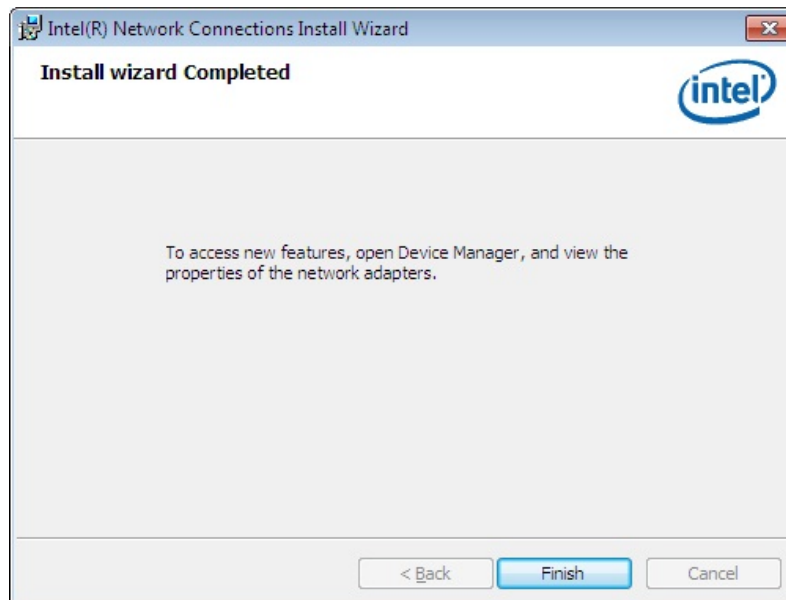 Intel(R) Network Connections Install Wizard
Install wizard Completed
intel
To access new features, open Device Manager, and view the
properties of the network adapters.
< Back
Finish
Cancel